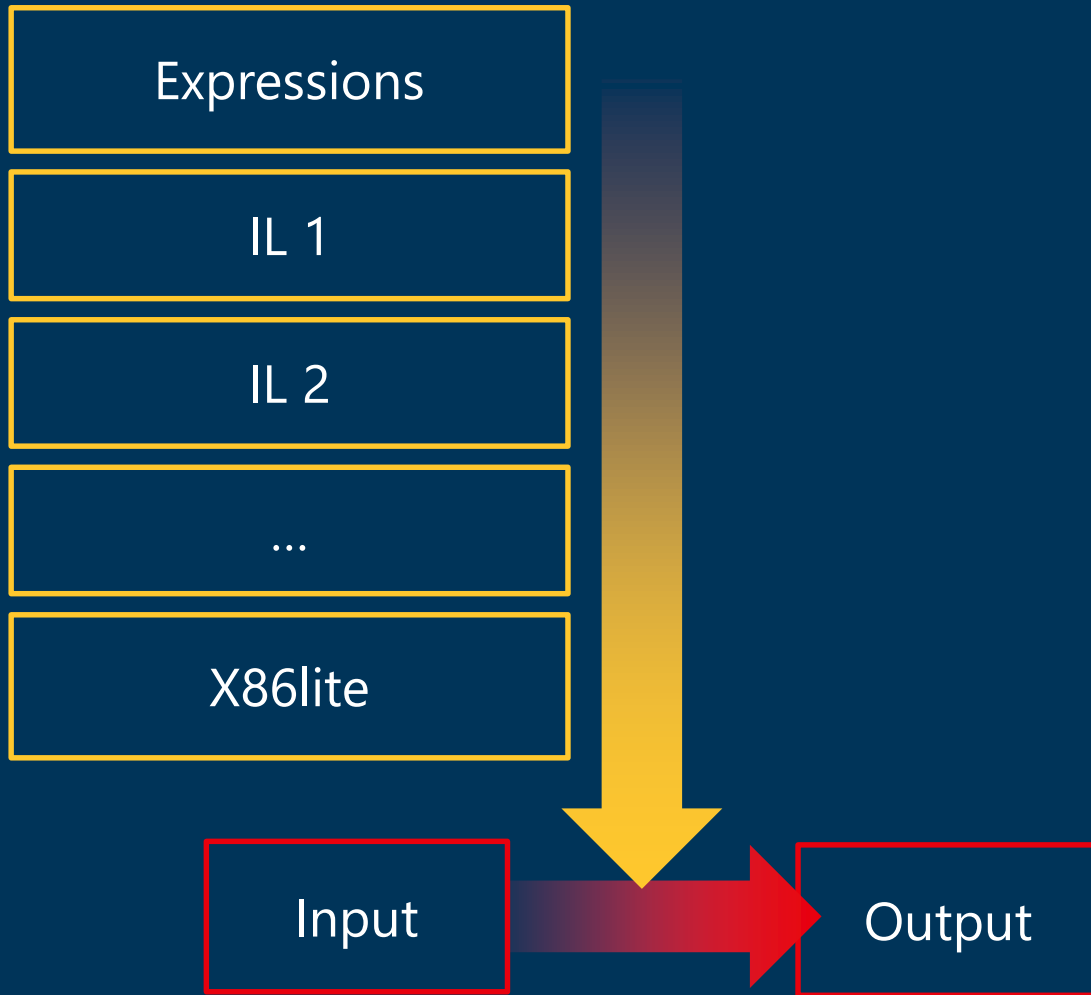 Expressions
IL 1
IL 2
…
X86lite
Input
Output